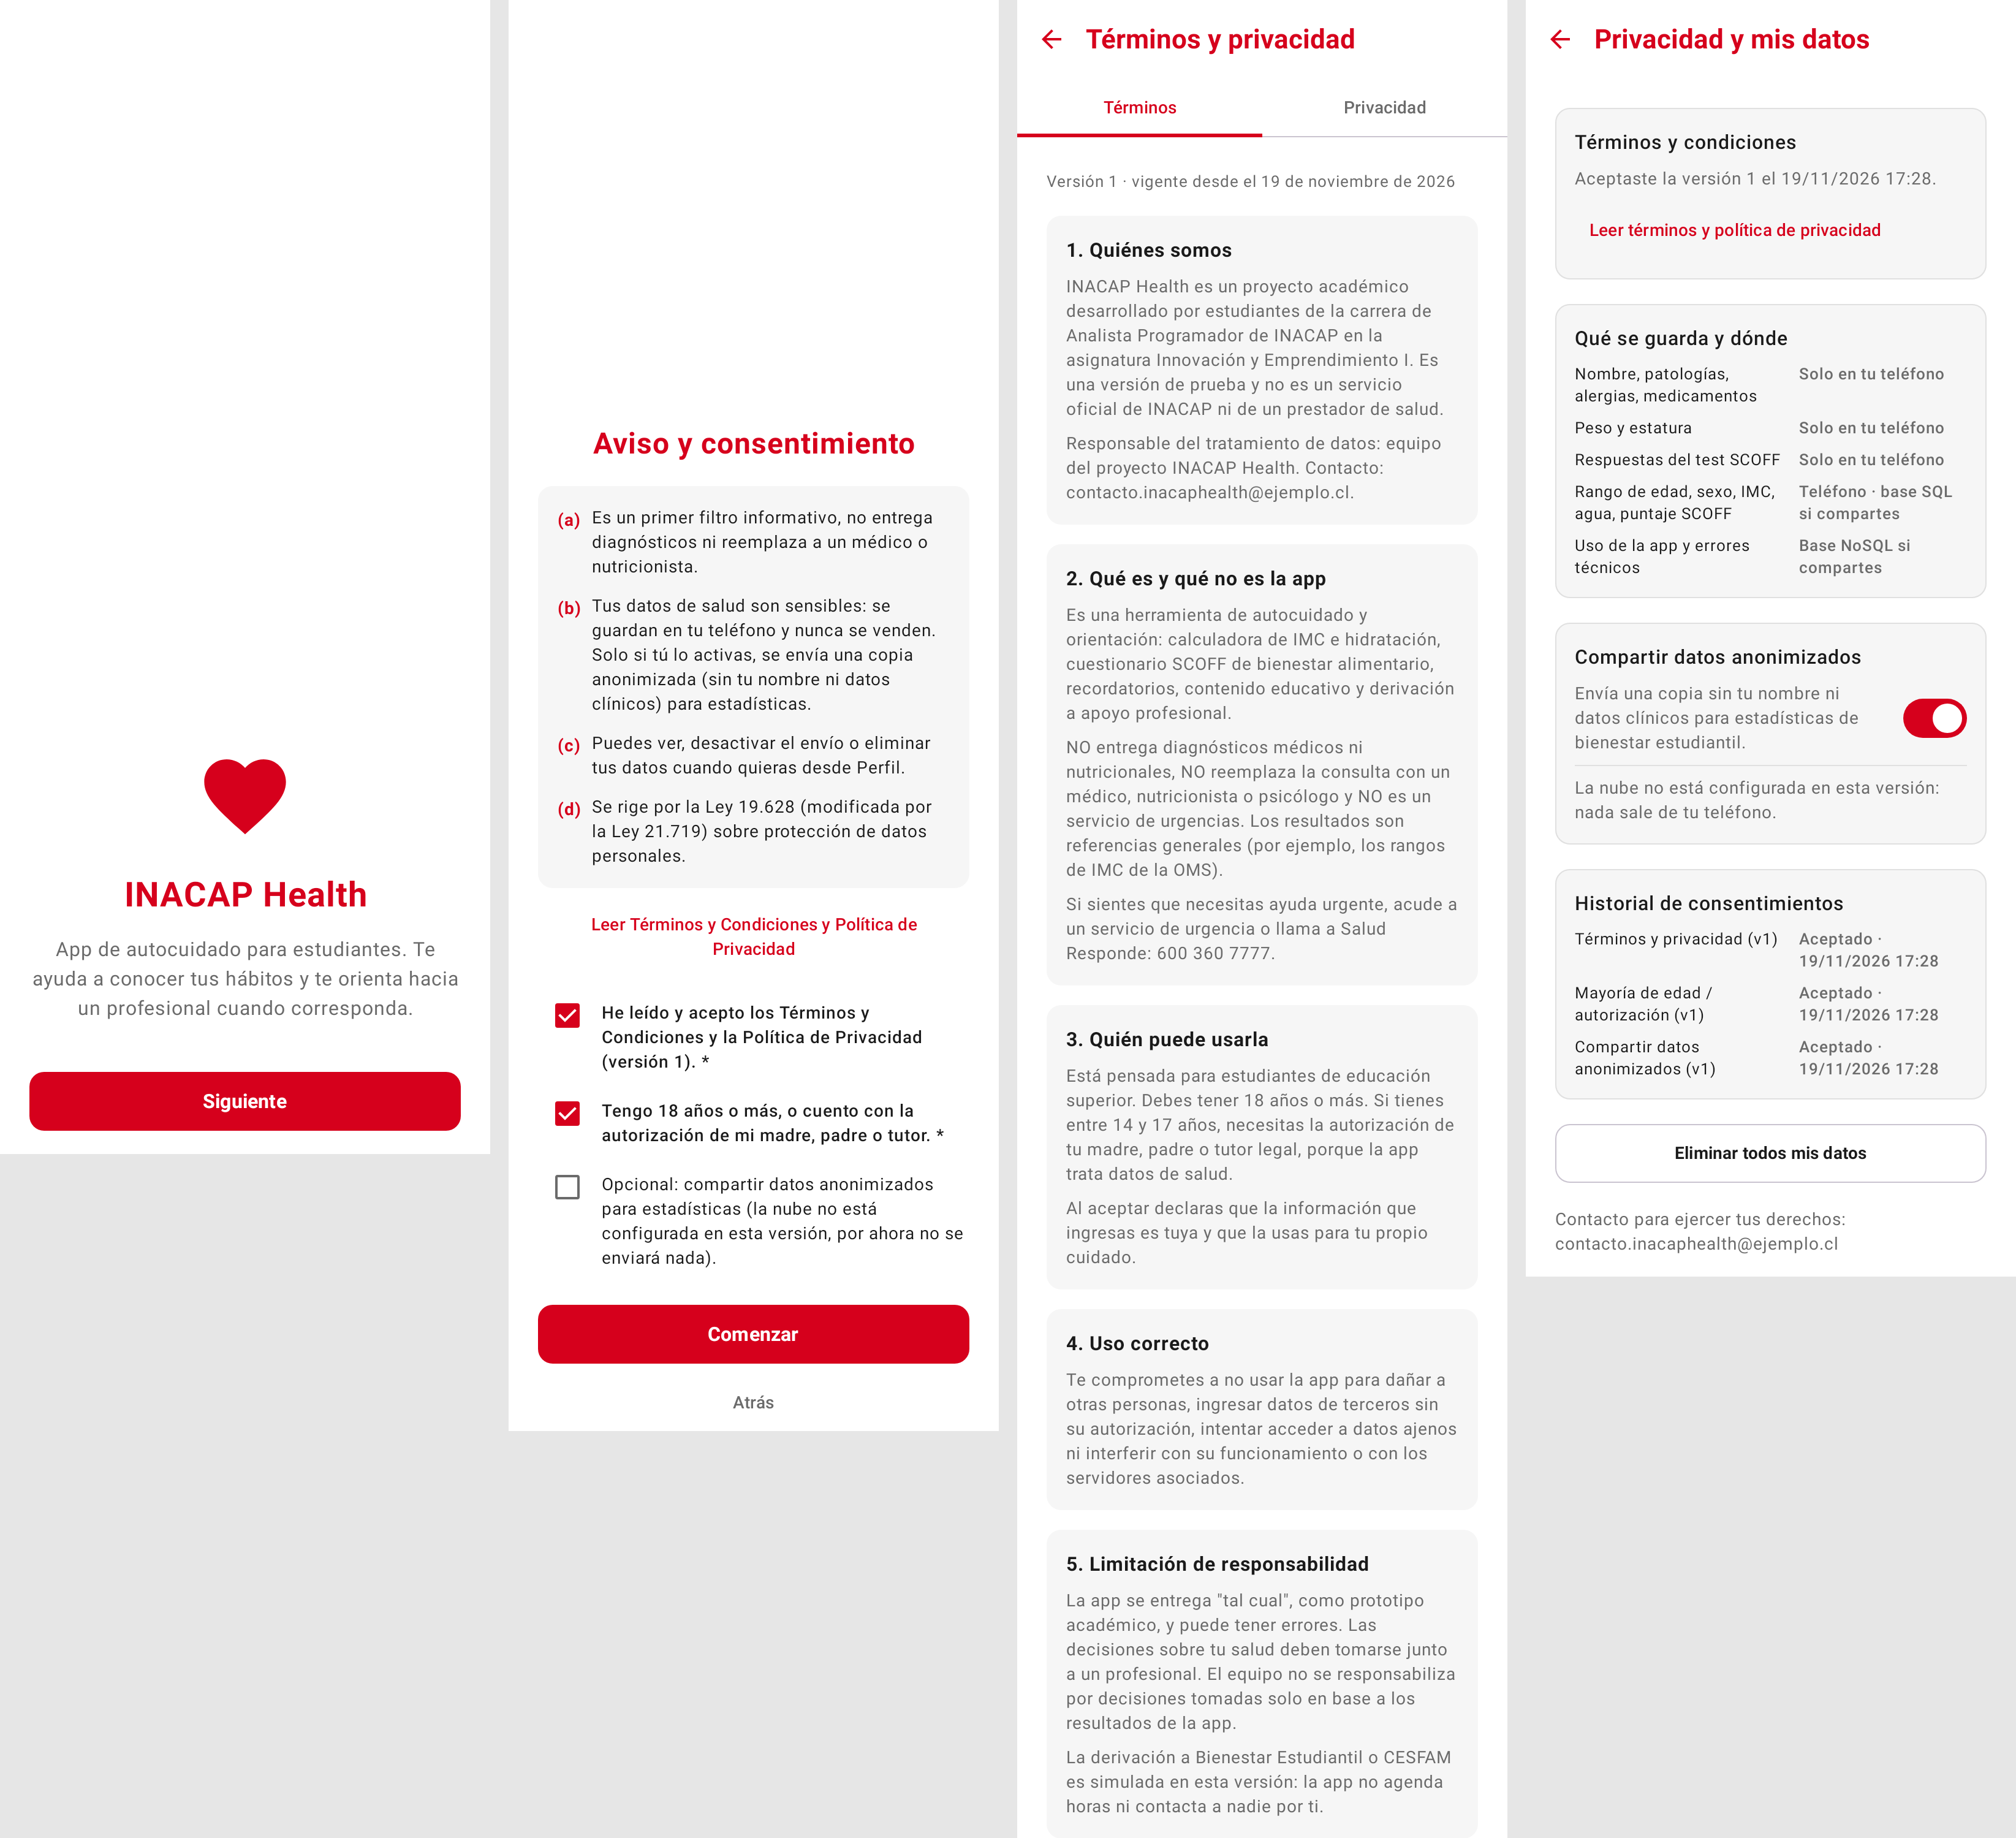 INACAP Health
App de autocuidado para estudiantes. Te
ayuda a conocer tus hábitos y te orienta hacia
un profesional cuando corresponda.
Siguiente
Aviso y consentimiento
(a) Es un primer filtro informativo, no entrega
diagnósticos ni reemplaza a un médico o
nutricionista.
(b) Tus datos de salud son sensibles: se
guardan en tu teléfono y nunca se venden.
Solo si tú lo activas, se envía una copia
anonimizada (sin tu nombre ni datos
clínicos) para estadísticas.
(c) Puedes ver, desactivar el envío o eliminar
tus datos cuando quieras desde Perfil.
(d) Se rige por la Ley 19.628 (modificada por
la Ley 21.719) sobre protección de datos
personales.
Leer Términos y Condiciones y Política de
Privacidad
He leído y acepto los Términos y
Condiciones y la Política de Privacidad
(versión 1). *
Tengo 18 años o más, o cuento con la
autorización de mi madre, padre o tutor. *
Opcional: compartir datos anonimizados
para estadísticas (la nube no está
configurada en esta versión, por ahora no se
enviará nada).
Comenzar
Atrás
Términos y privacidad
Términos
Privacidad
Versión 1 · vigente desde el 19 de noviembre de 2026
1. Quiénes somos
INACAP Health es un proyecto académico
desarrollado por estudiantes de la carrera de
Analista Programador de INACAP en la
asignatura Innovación y Emprendimiento I. Es
una versión de prueba y no es un servicio
oficial de INACAP ni de un prestador de salud.
Responsable del tratamiento de datos: equipo
del proyecto INACAP Health. Contacto:
contacto.inacaphealth@ejemplo.cl.
2. Qué es y qué no es la app
Es una herramienta de autocuidado y
orientación: calculadora de IMC e hidratación,
cuestionario SCOFF de bienestar alimentario,
recordatorios, contenido educativo y derivación
a apoyo profesional.
NO entrega diagnósticos médicos ni
nutricionales, NO reemplaza la consulta con un
médico, nutricionista o psicólogo y NO es un
servicio de urgencias. Los resultados son
referencias generales (por ejemplo, los rangos
de IMC de la OMS).
Si sientes que necesitas ayuda urgente, acude a
un servicio de urgencia o llama a Salud
Responde: 600 360 7777.
3. Quién puede usarla
Está pensada para estudiantes de educación
superior. Debes tener 18 años o más. Si tienes
entre 14 y 17 años, necesitas la autorización de
tu madre, padre o tutor legal, porque la app
trata datos de salud.
Al aceptar declaras que la información que
ingresas es tuya y que la usas para tu propio
cuidado.
4. Uso correcto
Te comprometes a no usar la app para dañar a
otras personas, ingresar datos de terceros sin
su autorización, intentar acceder a datos ajenos
ni interferir con su funcionamiento o con los
servidores asociados.
5. Limitación de responsabilidad
La app se entrega "tal cual", como prototipo
académico, y puede tener errores. Las
decisiones sobre tu salud deben tomarse junto
a un profesional. El equipo no se responsabiliza
por decisiones tomadas solo en base a los
resultados de la app.
La derivación a Bienestar Estudiantil o CESFAM
es simulada en esta versión: la app no agenda
horas ni contacta a nadie por ti.
Privacidad y mis datos
Términos y condiciones
Aceptaste la versión 1 el 19/11/2026 17:28.
Leer términos y política de privacidad
Qué se guarda y dónde
Nombre, patologías,
alergias, medicamentos
Solo en tu teléfono
Peso y estatura
Solo en tu teléfono
Respuestas del test SCOFF
Solo en tu teléfono
Rango de edad, sexo, IMC,
agua, puntaje SCOFF
Teléfono · base SQL
si compartes
Uso de la app y errores
técnicos
Base NoSQL si
compartes
Compartir datos anonimizados
Envía una copia sin tu nombre ni
datos clínicos para estadísticas de
bienestar estudiantil.
La nube no está configurada en esta versión:
nada sale de tu teléfono.
Historial de consentimientos
Términos y privacidad (v1)
Aceptado ·
19/11/2026 17:28
Mayoría de edad /
autorización (v1)
Aceptado ·
19/11/2026 17:28
Compartir datos
anonimizados (v1)
Aceptado ·
19/11/2026 17:28
Eliminar todos mis datos
Contacto para ejercer tus derechos:
contacto.inacaphealth@ejemplo.cl